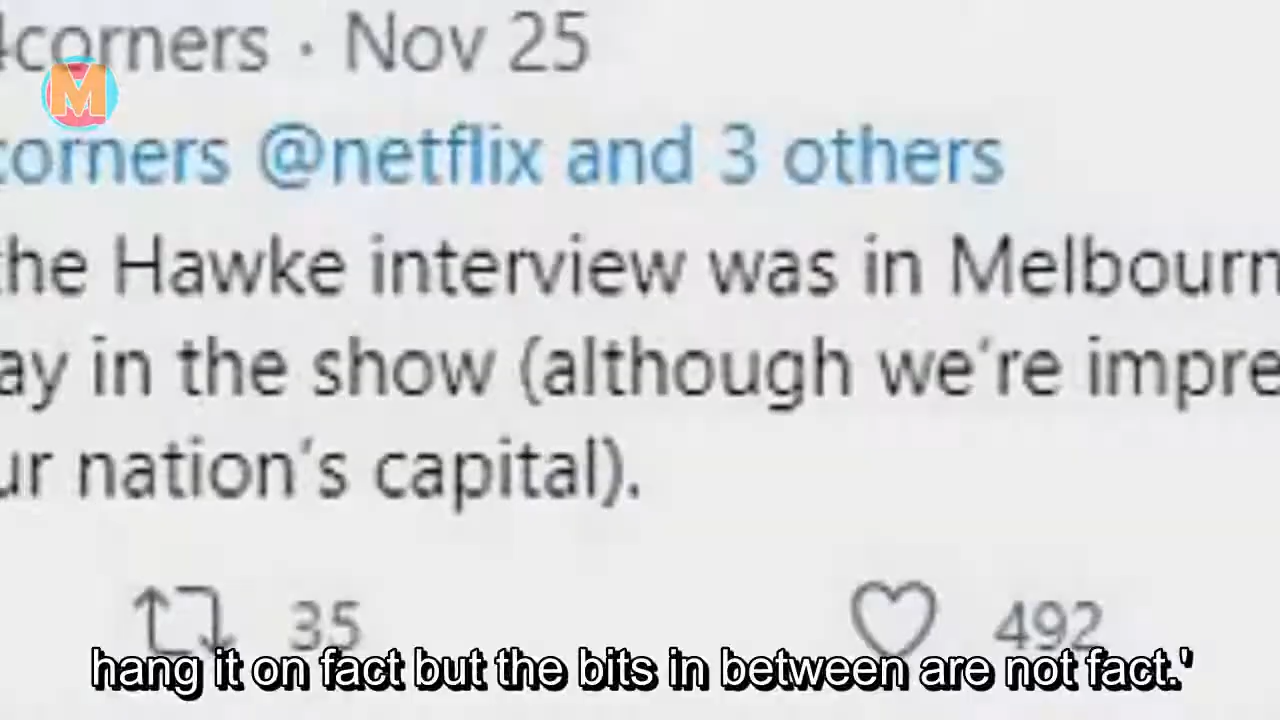 4corners · Nov 25
M
corners @netflix and 3 others
the Hawke interview was in Melbourn
ay in the show (although we're impre
ur nation's capital).
35 492
hang it on fact but the bits in between are not fact.'